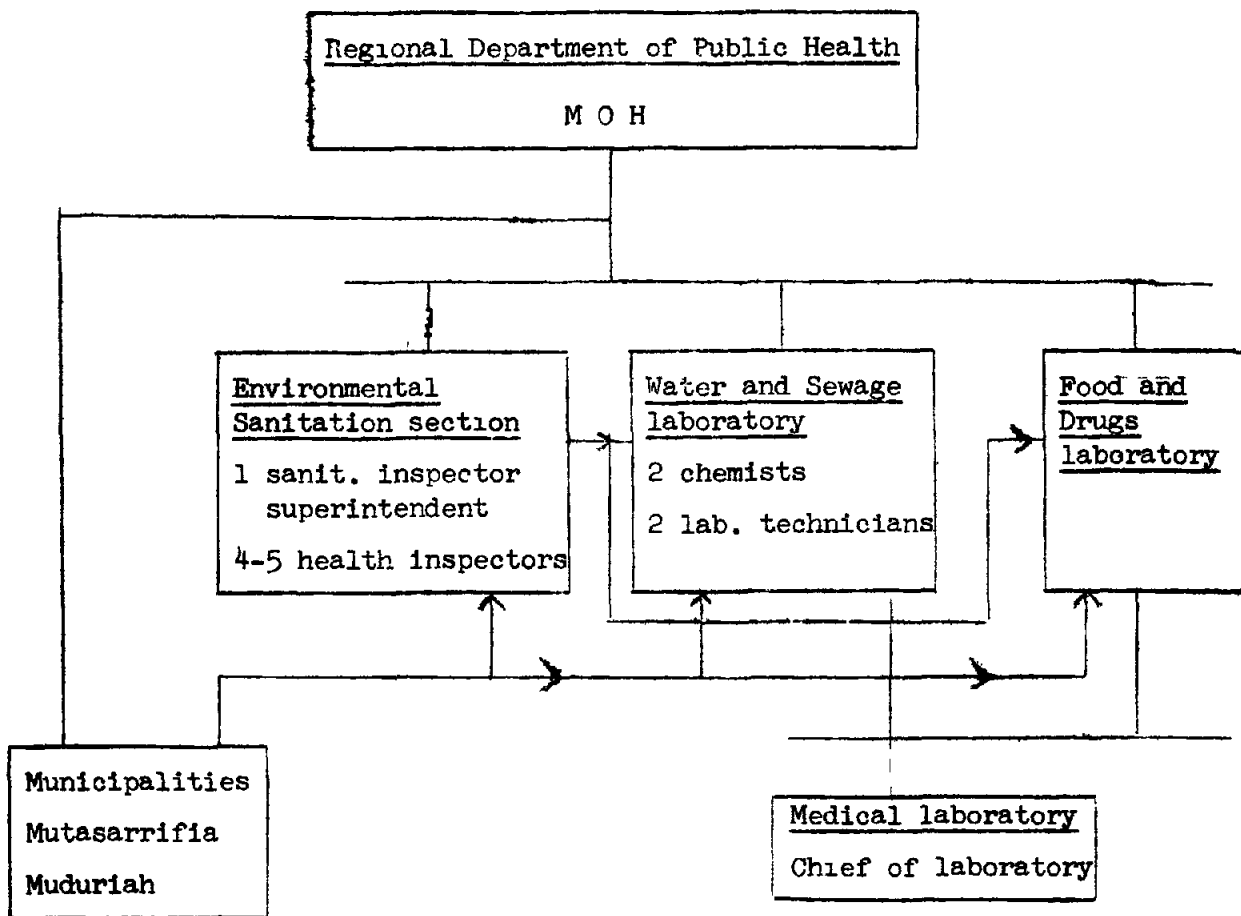 Regional Department of Public Health
M O H
Environmental
Sanitation section
1 sanit. inspector
superintendent
4-5 health inspectors
Water and Sewage
laboratory
2 chemists
2 lab. technicians
Food and
Drugs
laboratory
Municipalities
Mutasarrifia
Muduriah
Medical laboratory
Chief of laboratory